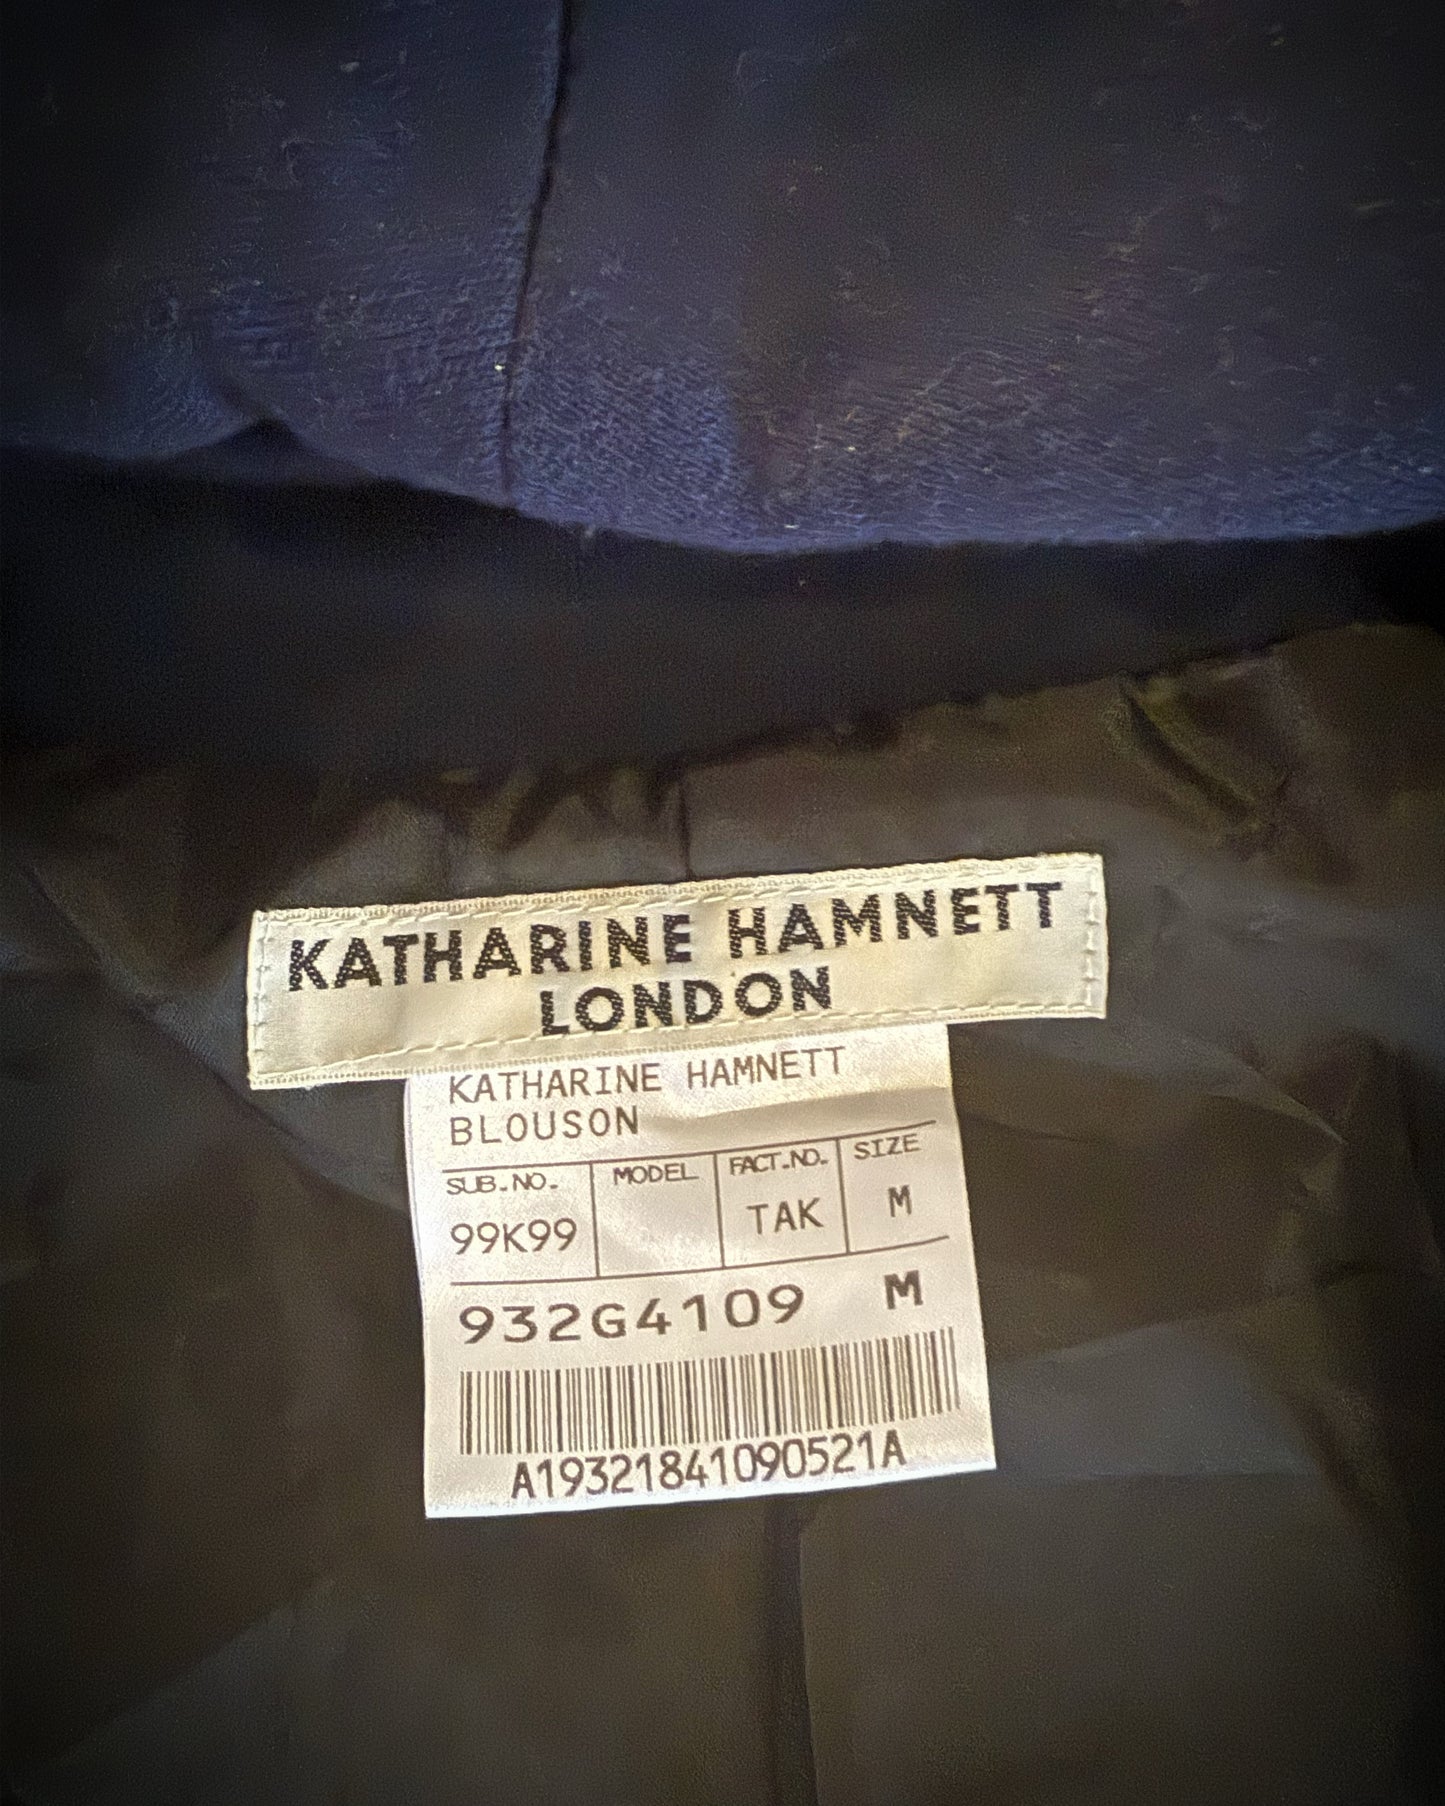 KATHARINE HAMNETT
LONDON
KATHARINE HAMNETT
BLOUSON
SUB.NO. MODEL FACT.NO. SIZE
99K99 TAK M
932G4109 M
A19321841090521A